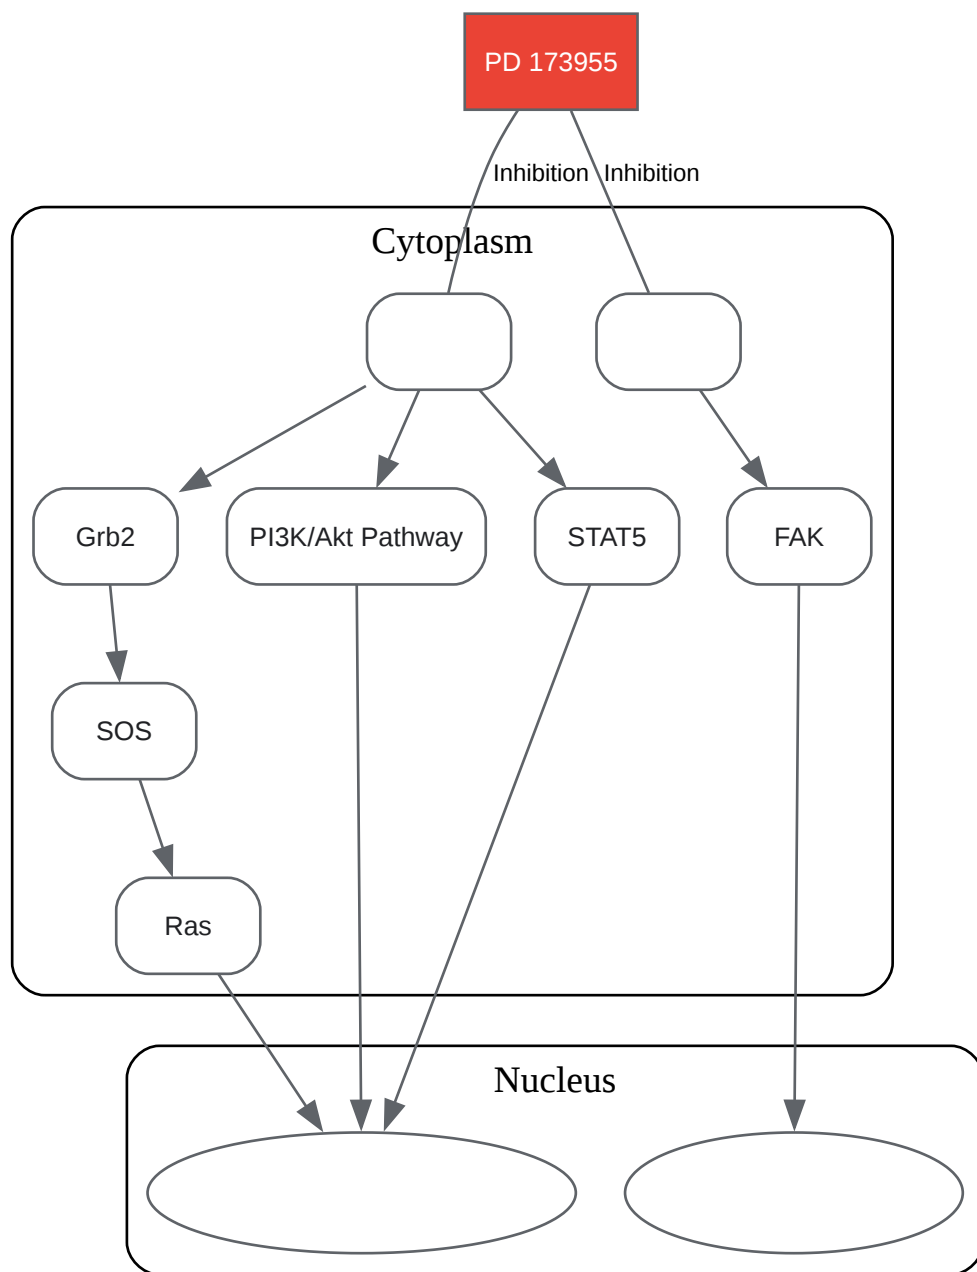 PD 173955
Inhibition Inhibition
Cytoplasm
Grb2
PI3K/Akt Pathway
STAT5
FAK
SOS
Ras
Nucleus